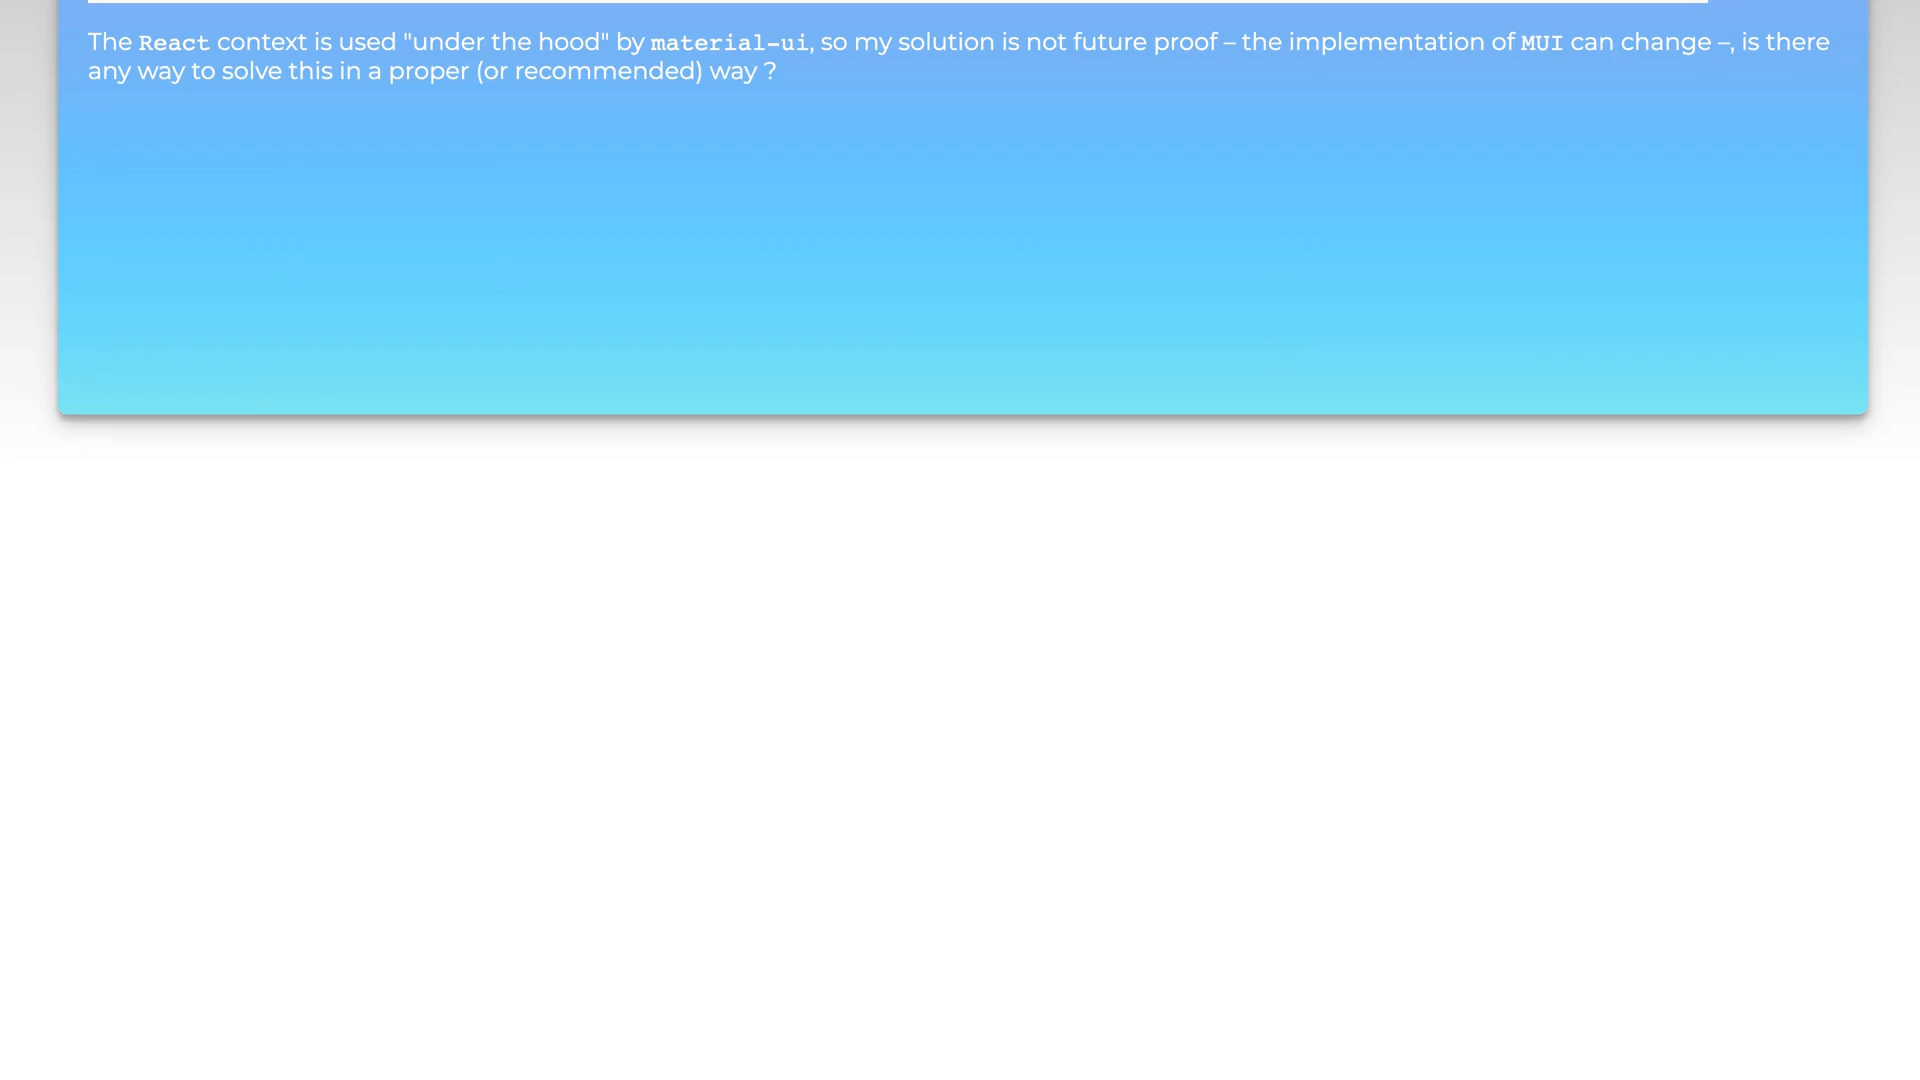 The React context is used "under the hood" by material-ui, so my solution is not future proof – the implementation of MUI can change –, is there
any way to solve this in a proper (or recommended) way ?